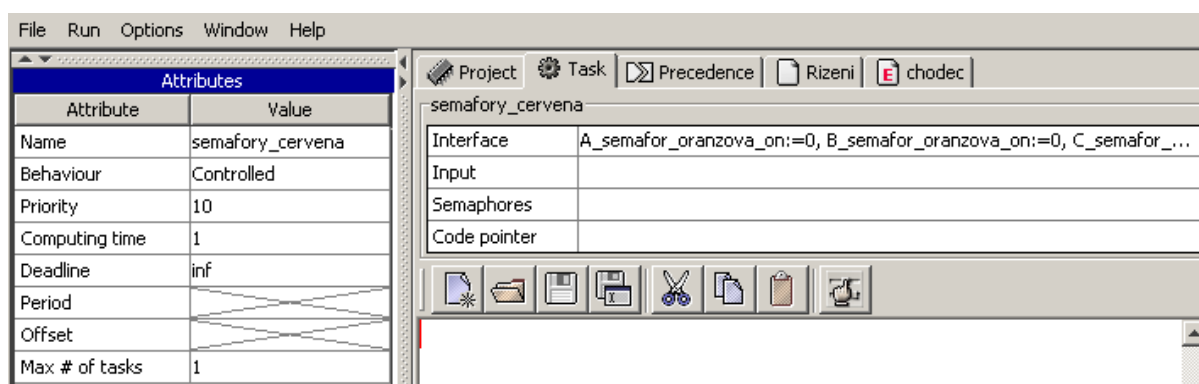 File Run Options Window Help
Attributes
Attribute Value
Name semafory_cervena
Behaviour Controlled
Priority 10
Computing time 1
Deadline inf
Period
Offset
Max # of tasks 1
Project Task Precedence Rizeni E chodec
semafory_cervena
Interface A_semafor_oranzova_on:=0, B_semafor_oranzova_on:=0, C_semafor_...
Input
Semaphores
Code pointer